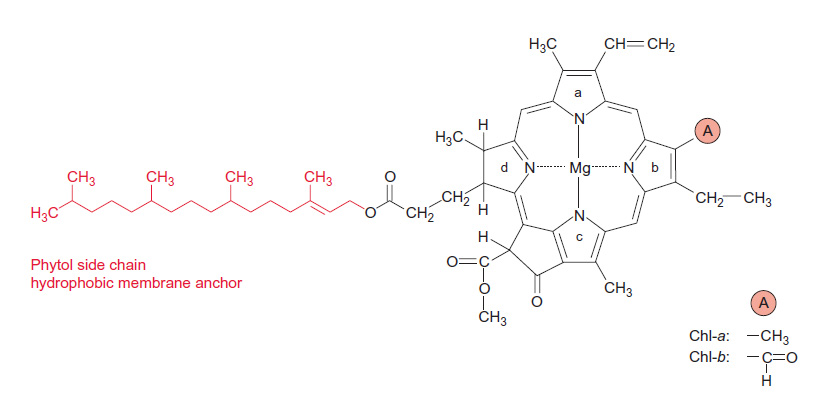 H3C CH=CH2
a
N
A
H
H3C
d N Mg N b
CH3 CH3 CH3 CH3 O
H3C O CH2 CH2 H
CH2—CH3
N
c
H
O=C
O
O
CH3
CH3
Phytol side chain
hydrophobic membrane anchor
A
Chl-a: —CH3
Chl-b: —C=O
H